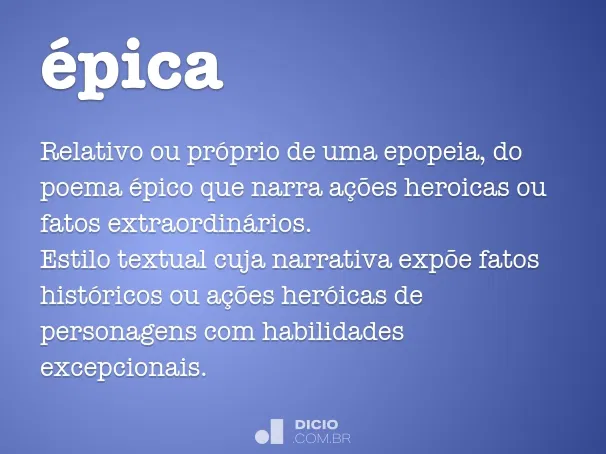 épica
Relativo ou próprio de uma epopeia, do
poema épico que narra ações heroicas ou
fatos extraordinários.
Estilo textual cuja narrativa expõe fatos
históricos ou ações heróicas de
personagens com habilidades
excepcionais.
DICIO
.COM.BR